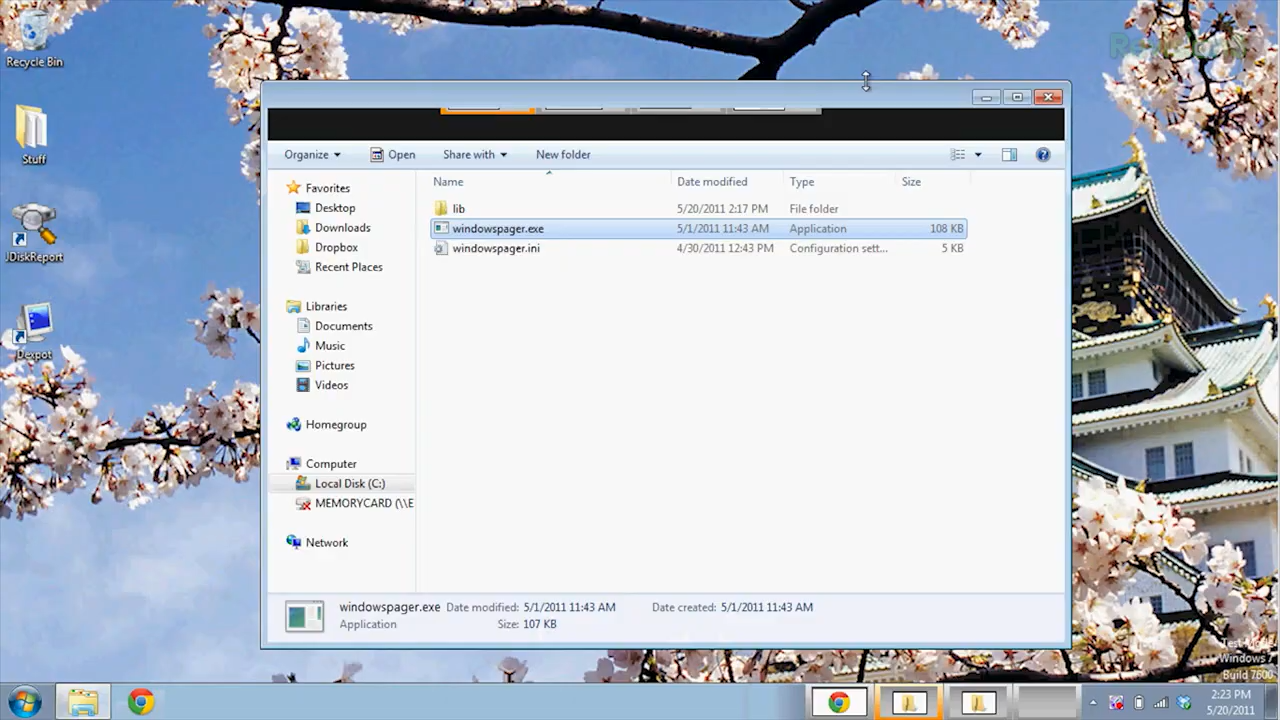 Recycle Bin
Stuff
JDiskReport
Dexpot
Organize
Open
Share with
New folder
Name
Date modified
Type
Size
Favorites
Desktop
Downloads
Dropbox
Recent Places
Libraries
Documents
Music
Pictures
Videos
Homegroup
Computer
Local Disk (C:)
MEMORYCARD (\\E
Network
lib 5/20/2011 2:17 PM File folder
windowspager.exe 5/1/2011 11:43 AM Application 108 KB
windowspager.ini 4/30/2011 12:43 PM Configuration sett... 5 KB
windowspager.exe Date modified: 5/1/2011 11:43 AM Date created: 5/1/2011 11:43 AM
Application Size: 107 KB
Test Mode
Windows 7
Build 7600
2:23 PM
5/20/2011